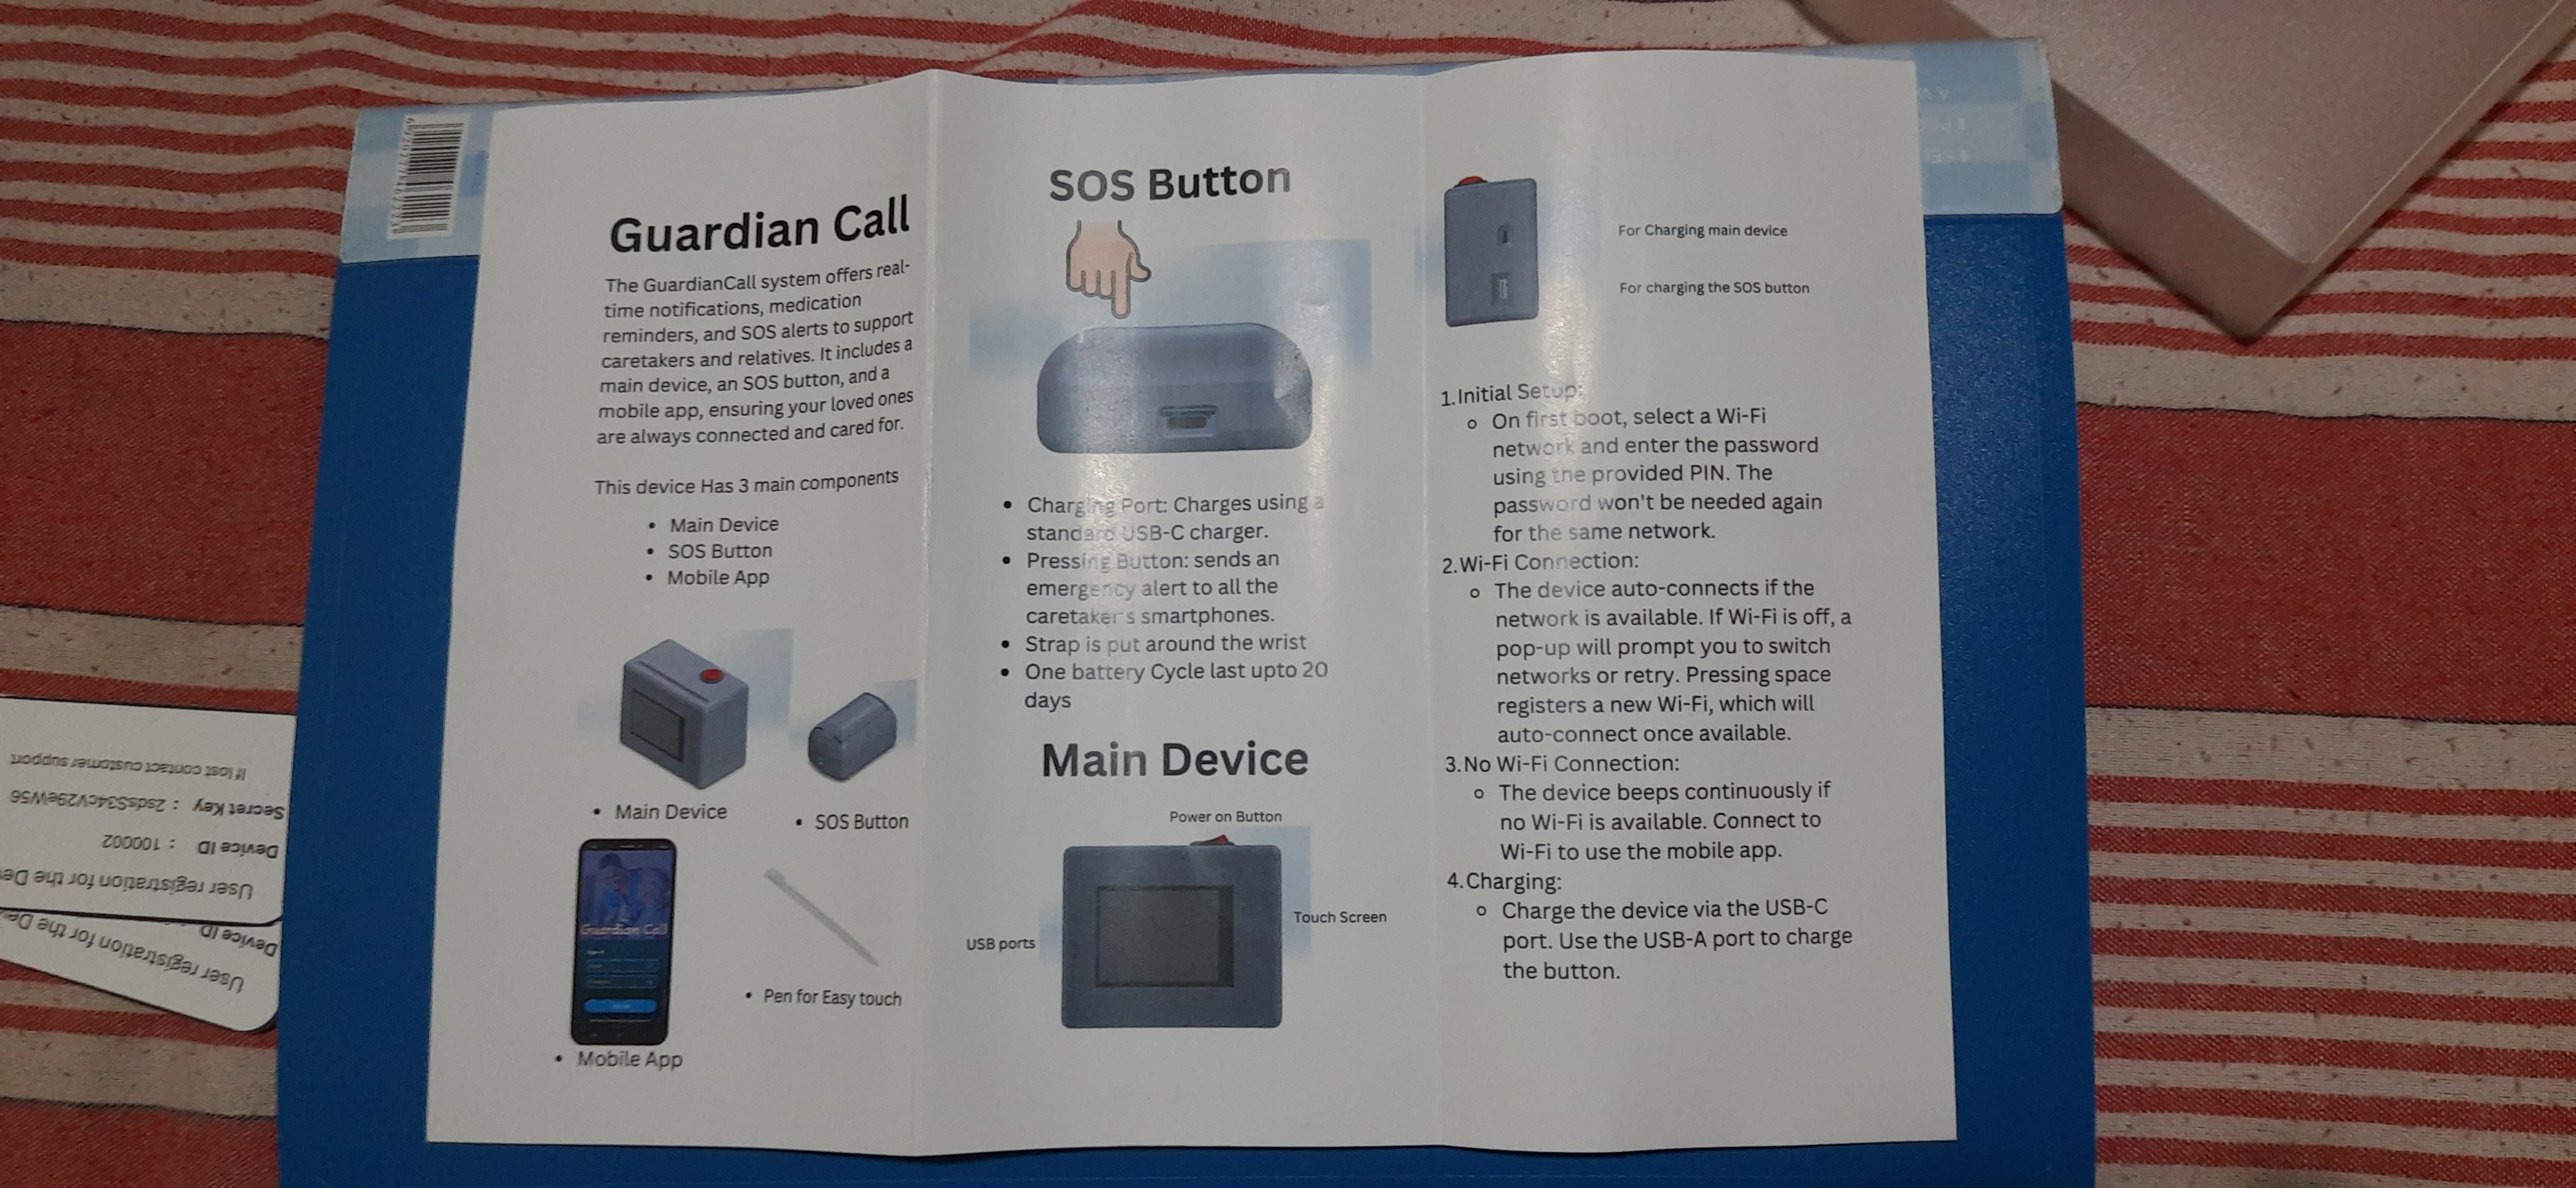 Guardian Call
The GuardianCall system offers real-
time notifications, medication
reminders, and SOS alerts to support
caretakers and relatives. It includes a
main device, an SOS button, and a
mobile app, ensuring your loved ones
are always connected and cared for.
This device Has 3 main components
• Main Device
• SOS Button
• Mobile App
• Main Device
• SOS Button
Guardian Call
• Mobile App
• Pen for Easy touch
SOS Button
• Charging Port: Charges using a
standard USB-C charger.
• Pressing Button: sends an
emergency alert to all the
caretaker's smartphones.
• Strap is put around the wrist
• One battery Cycle last upto 20
days
Main Device
Power on Button
USB ports
Touch Screen
For Charging main device
For charging the SOS button
1.Initial Setup:
o On first boot, select a Wi-Fi
network and enter the password
using the provided PIN. The
password won't be needed again
for the same network.
2.Wi-Fi Connection:
o The device auto-connects if the
network is available. If Wi-Fi is off, a
pop-up will prompt you to switch
networks or retry. Pressing space
registers a new Wi-Fi, which will
auto-connect once available.
3.No Wi-Fi Connection:
o The device beeps continuously if
no Wi-Fi is available. Connect to
Wi-Fi to use the mobile app.
4.Charging:
o Charge the device via the USB-C
port. Use the USB-A port to charge
the button.
User registration for the De
Device ID : 10002
Secret Key :
If lost contact customer support
User registration for the De
Device ID